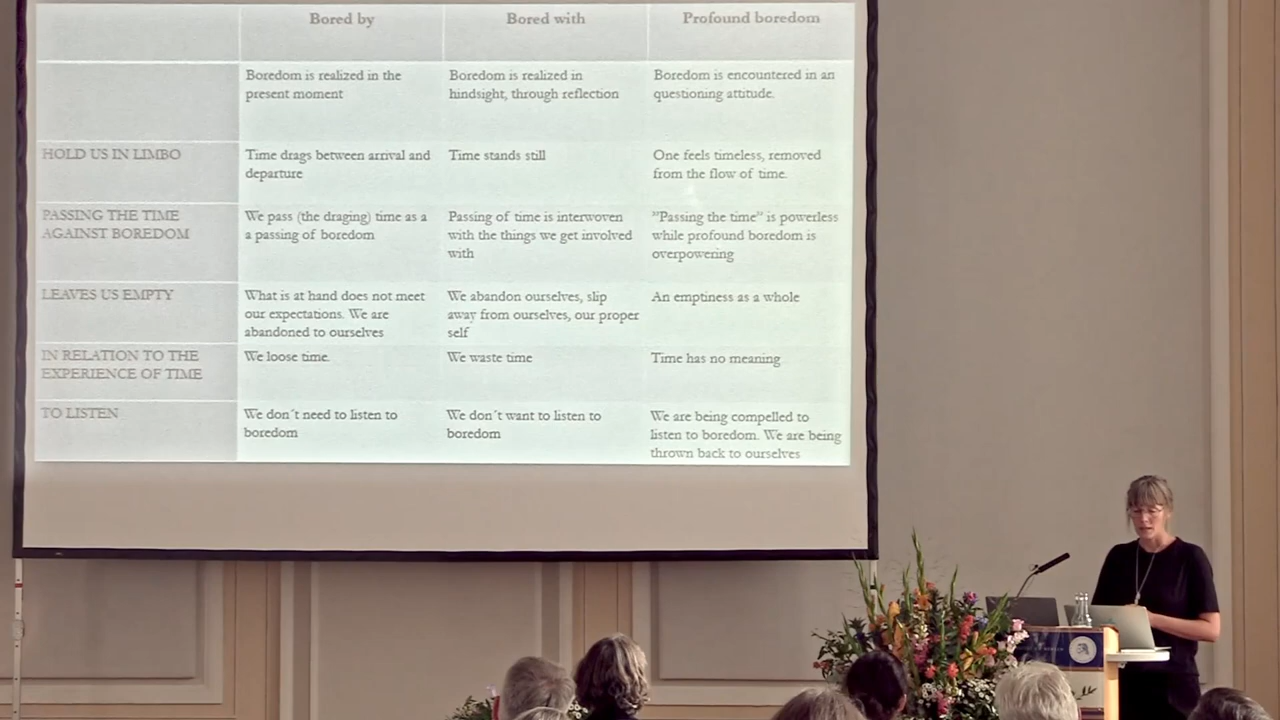 Bored by
Bored with
Profound boredom
Boredom is realized in the
present moment
Boredom is realized in
hindsight, through reflection
Boredom is encountered in an
questioning attitude.
HOLD US IN LIMBO
Time drags between arrival and
departure
Time stands still
One feels timeless, removed
from the flow of time.
PASSING THE TIME
AGAINST BOREDOM
We pass (the draging) time as a
a passing of boredom
Passing of time is interwoven
with the things we get involved
with
”Passing the time” is powerless
while profound boredom is
overpowering
LEAVES US EMPTY
What is at hand does not meet
our expectations. We are
abandoned to ourselves
We abandon ourselves, slip
away from ourselves, our proper
self
An emptiness as a whole
IN RELATION TO THE
EXPERIENCE OF TIME
We loose time.
We waste time
Time has no meaning
TO LISTEN
We don´t need to listen to
boredom
We don´t want to listen to
boredom
We are being compelled to
listen to boredom. We are being
thrown back to ourselves